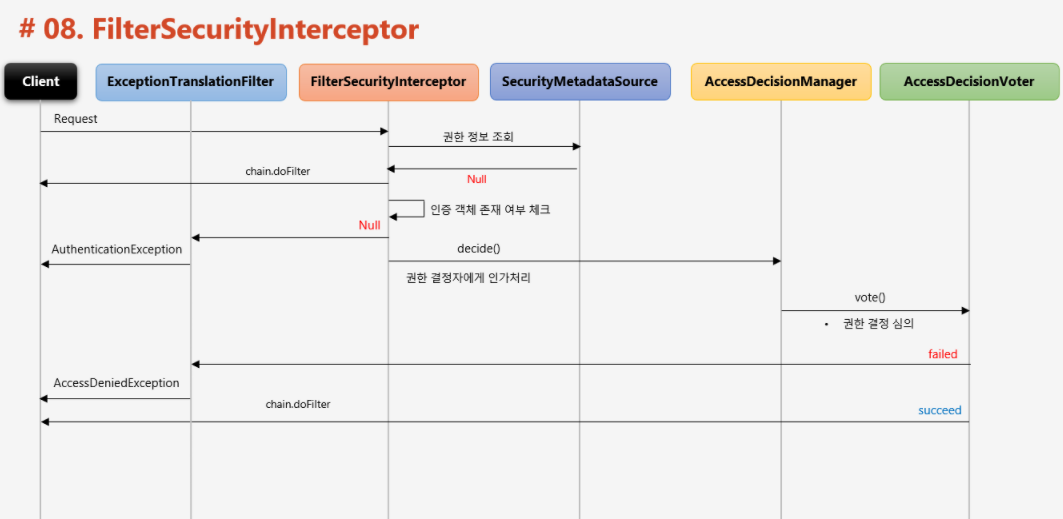 # 08. FilterSecurityInterceptor
Client
ExceptionTranslationFilter
FilterSecurityInterceptor
SecurityMetadataSource
AccessDecisionManager
AccessDecisionVoter
Request
권한 정보 조회
chain.doFilter
Null
인증 객체 존재 여부 체크
Null
AuthenticationException
decide()
권한 결정자에게 인가처리
vote()
• 권한 결정 심의
failed
AccessDeniedException
chain.doFilter
succeed